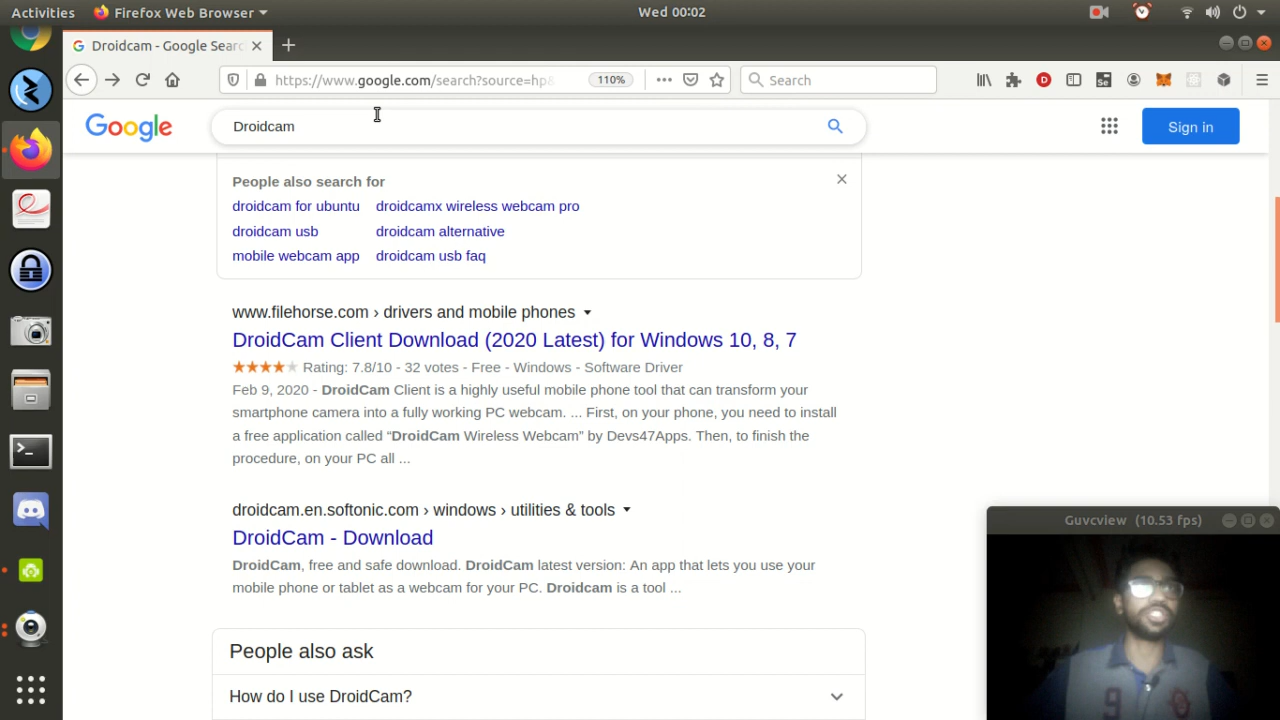 Activities
Firefox Web Browser
Wed 00:02
Droidcam - Google Searc
https://www.google.com/search?source=hp&
110%
Search
Google
Droidcam
Sign in
People also search for
droidcam for ubuntu
droidcamx wireless webcam pro
droidcam usb
droidcam alternative
mobile webcam app
droidcam usb faq
www.filehorse.com › drivers and mobile phones
DroidCam Client Download (2020 Latest) for Windows 10, 8, 7
Rating: 7.8/10 - 32 votes - Free - Windows - Software Driver
Feb 9, 2020 - DroidCam Client is a highly useful mobile phone tool that can transform your
smartphone camera into a fully working PC webcam. ... First, on your phone, you need to install
a free application called “DroidCam Wireless Webcam” by Devs47Apps. Then, to finish the
procedure, on your PC all ...
droidcam.en.softonic.com › windows › utilities & tools
DroidCam - Download
DroidCam, free and safe download. DroidCam latest version: An app that lets you use your
mobile phone or tablet as a webcam for your PC. Droidcam is a tool ...
People also ask
How do I use DroidCam?
Guvcview (10.53 fps)
9